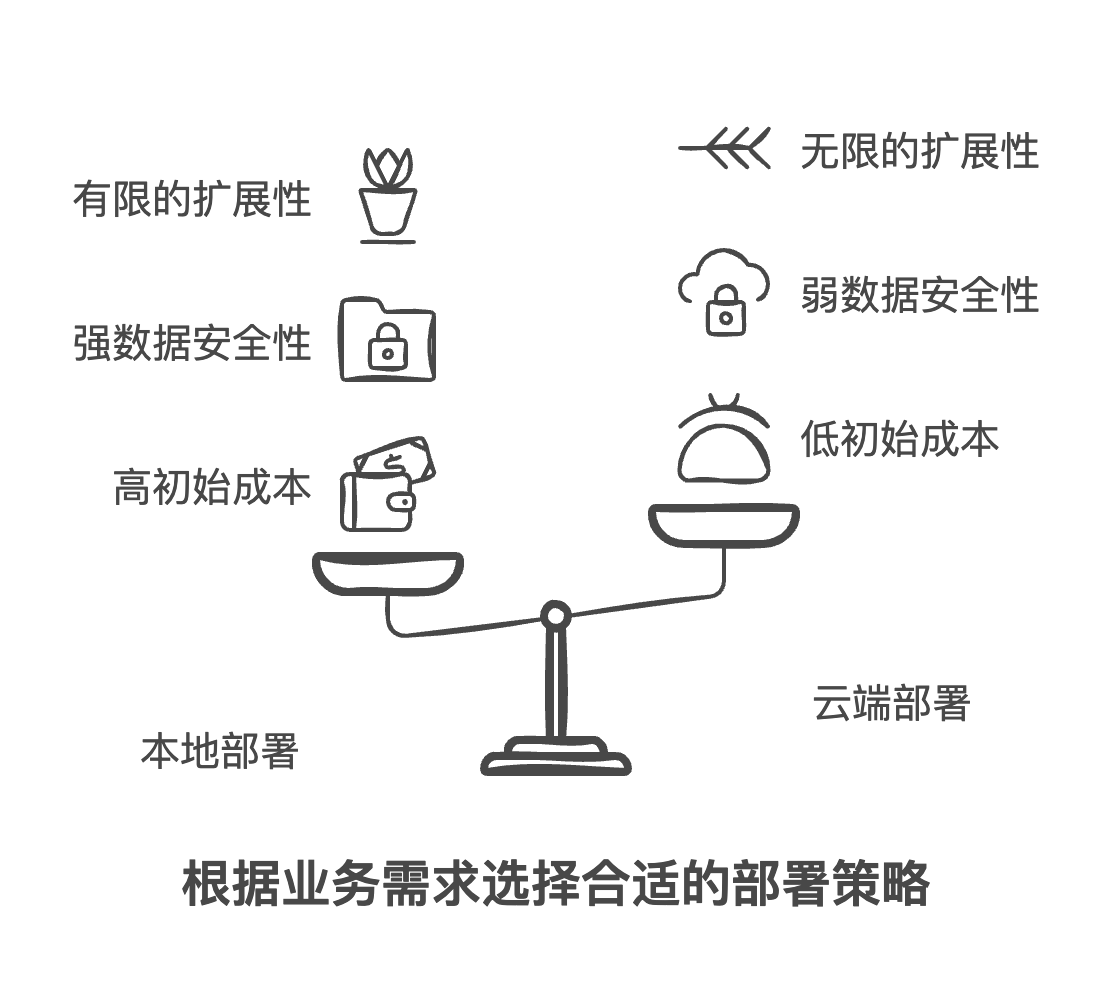 有限的扩展性
强数据安全性
高初始成本
本地部署
无限的扩展性
弱数据安全性
低初始成本
云端部署
根据业务需求选择合适的部署策略